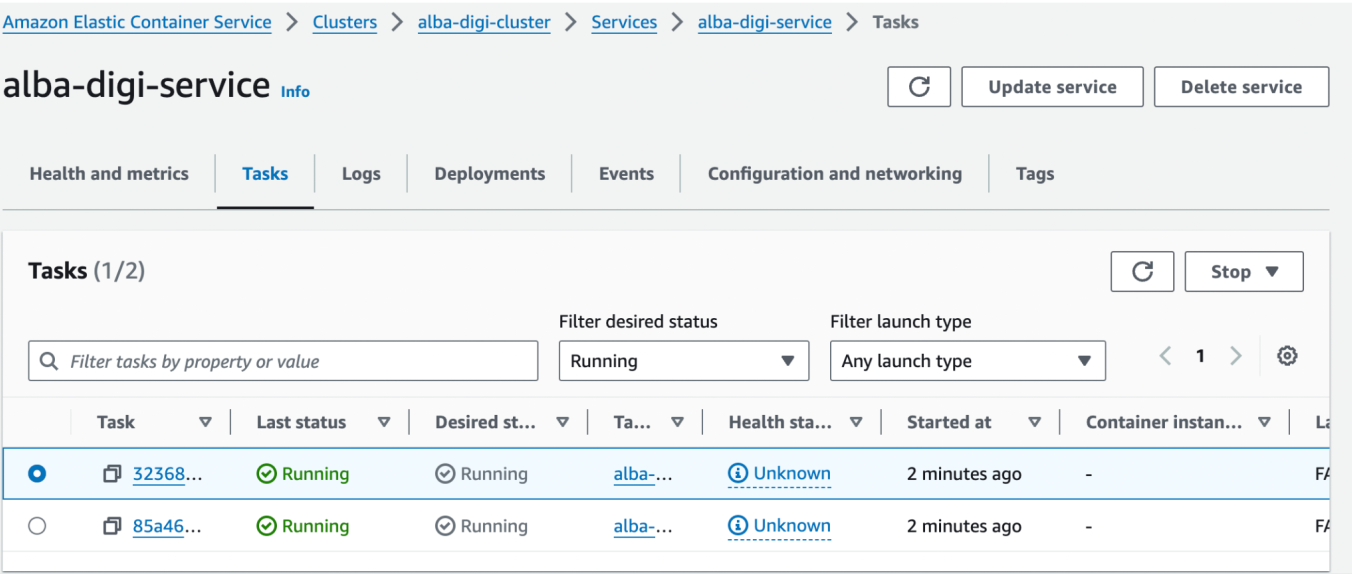 Amazon Elastic Container Service > Clusters > alba-digi-cluster > Services > alba-digi-service > Tasks
alba-digi-service Info
Update service
Delete service
Health and metrics
Tasks
Logs
Deployments
Events
Configuration and networking
Tags
Tasks (1/2)
Stop
Filter desired status
Filter launch type
Filter tasks by property or value
Running
Any launch type
1
Task Last status Desired st... Ta... Health sta... Started at Container instan... La
32368... Running Running alba-... Unknown 2 minutes ago - FA
85a46... Running Running alba-... Unknown 2 minutes ago - FA